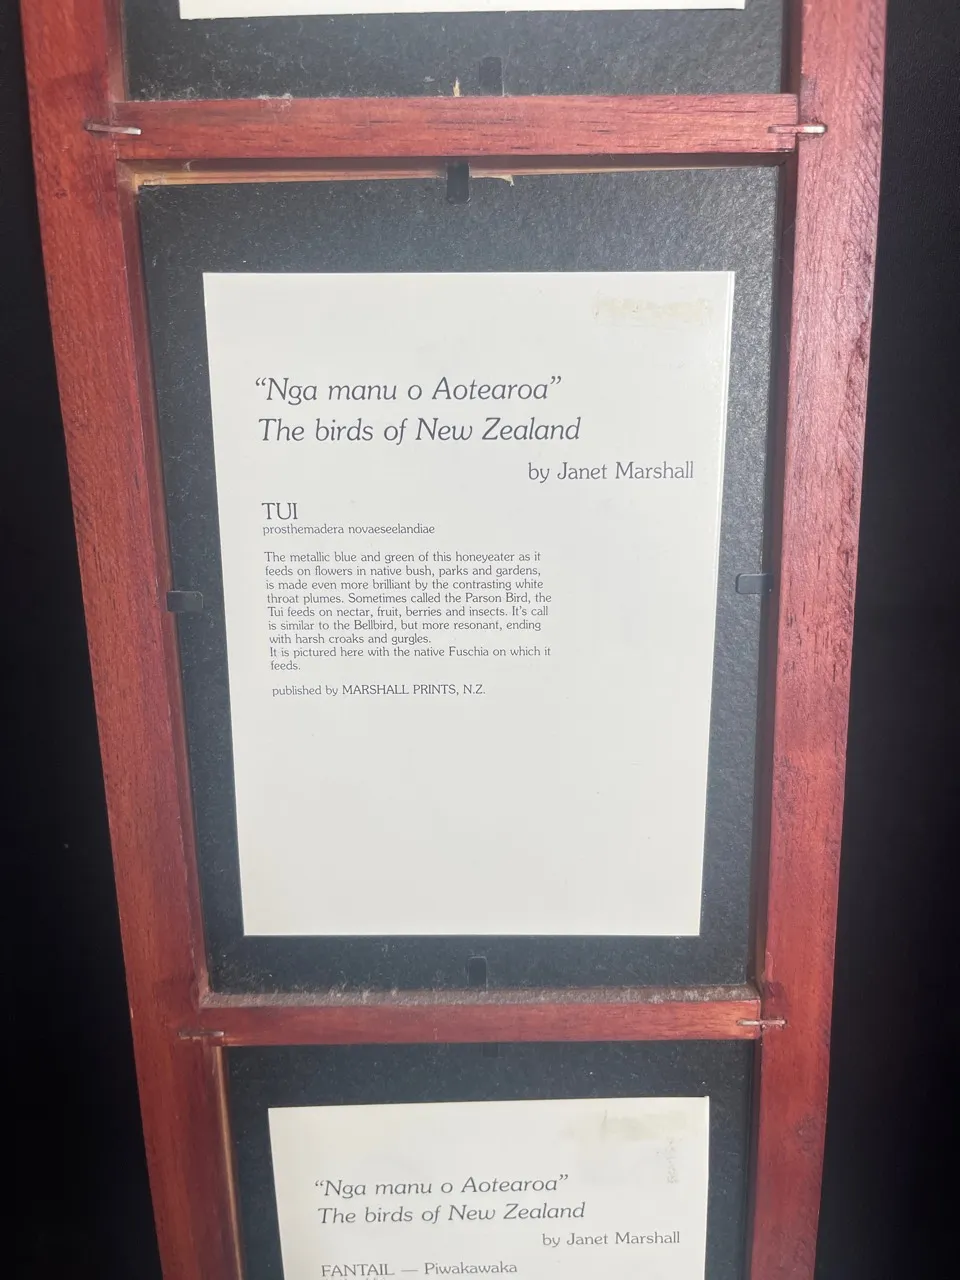 “Nga manu o Aotearoa”
The birds of New Zealand
by Janet Marshall
TUI
prosthemadera novaeseelandiae
The metallic blue and green of this honeyeater as it
feeds on flowers in native bush, parks and gardens,
is made even more brilliant by the contrasting white
throat plumes. Sometimes called the Parson Bird, the
Tui feeds on nectar, fruit, berries and insects. It’s call
is similar to the Bellbird, but more resonant, ending
with harsh croaks and gurgles.
It is pictured here with the native Fuschia on which it
feeds.
published by MARSHALL PRINTS, N.Z.
“Nga manu o Aotearoa”
The birds of New Zealand
by Janet Marshall
FANTAIL — Piwakawaka